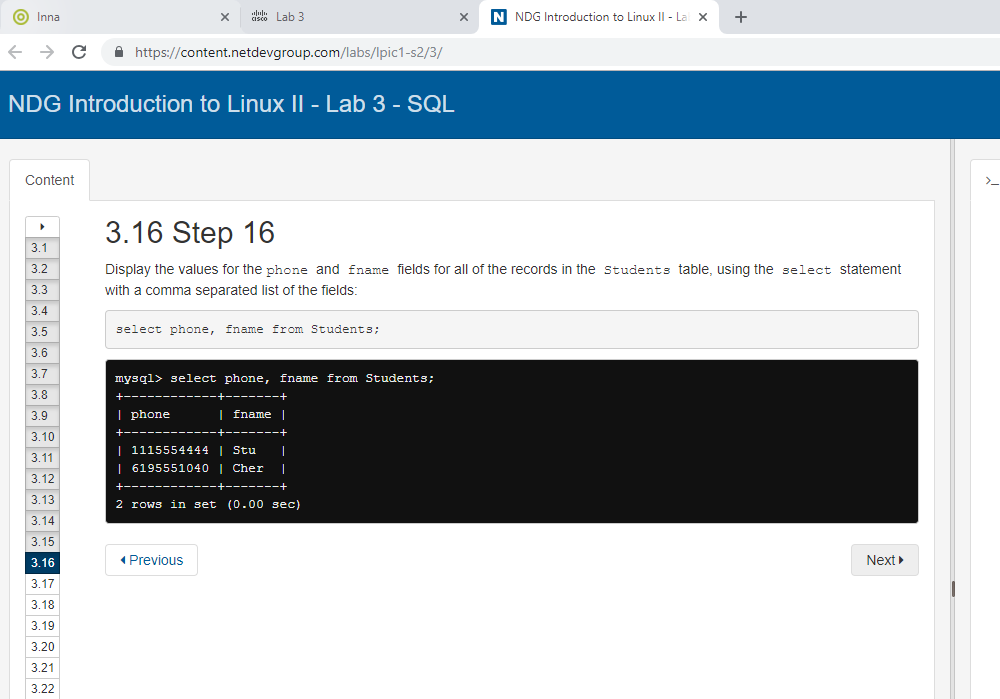 Inna
Lab 3
NDG Introduction to Linux II - La
https://content.netdevgroup.com/labs/lpic1-s2/3/
NDG Introduction to Linux II - Lab 3 - SQL
Content
3.1
3.2
3.3
3.4
3.5
3.6
3.7
3.8
3.9
3.10
3.11
3.12
3.13
3.14
3.15
3.16
3.17
3.18
3.19
3.20
3.21
3.22
3.16 Step 16
Display the values for the phone and fname fields for all of the records in the Students table, using the select statement
with a comma separated list of the fields:
select phone, fname from Students;
mysql> select phone, fname from Students;
+------------+-------+
| phone      | fname |
+------------+-------+
| 1115554444 | Stu   |
| 6195551040 | Cher  |
+------------+-------+
2 rows in set (0.00 sec)
Previous
Next
>_